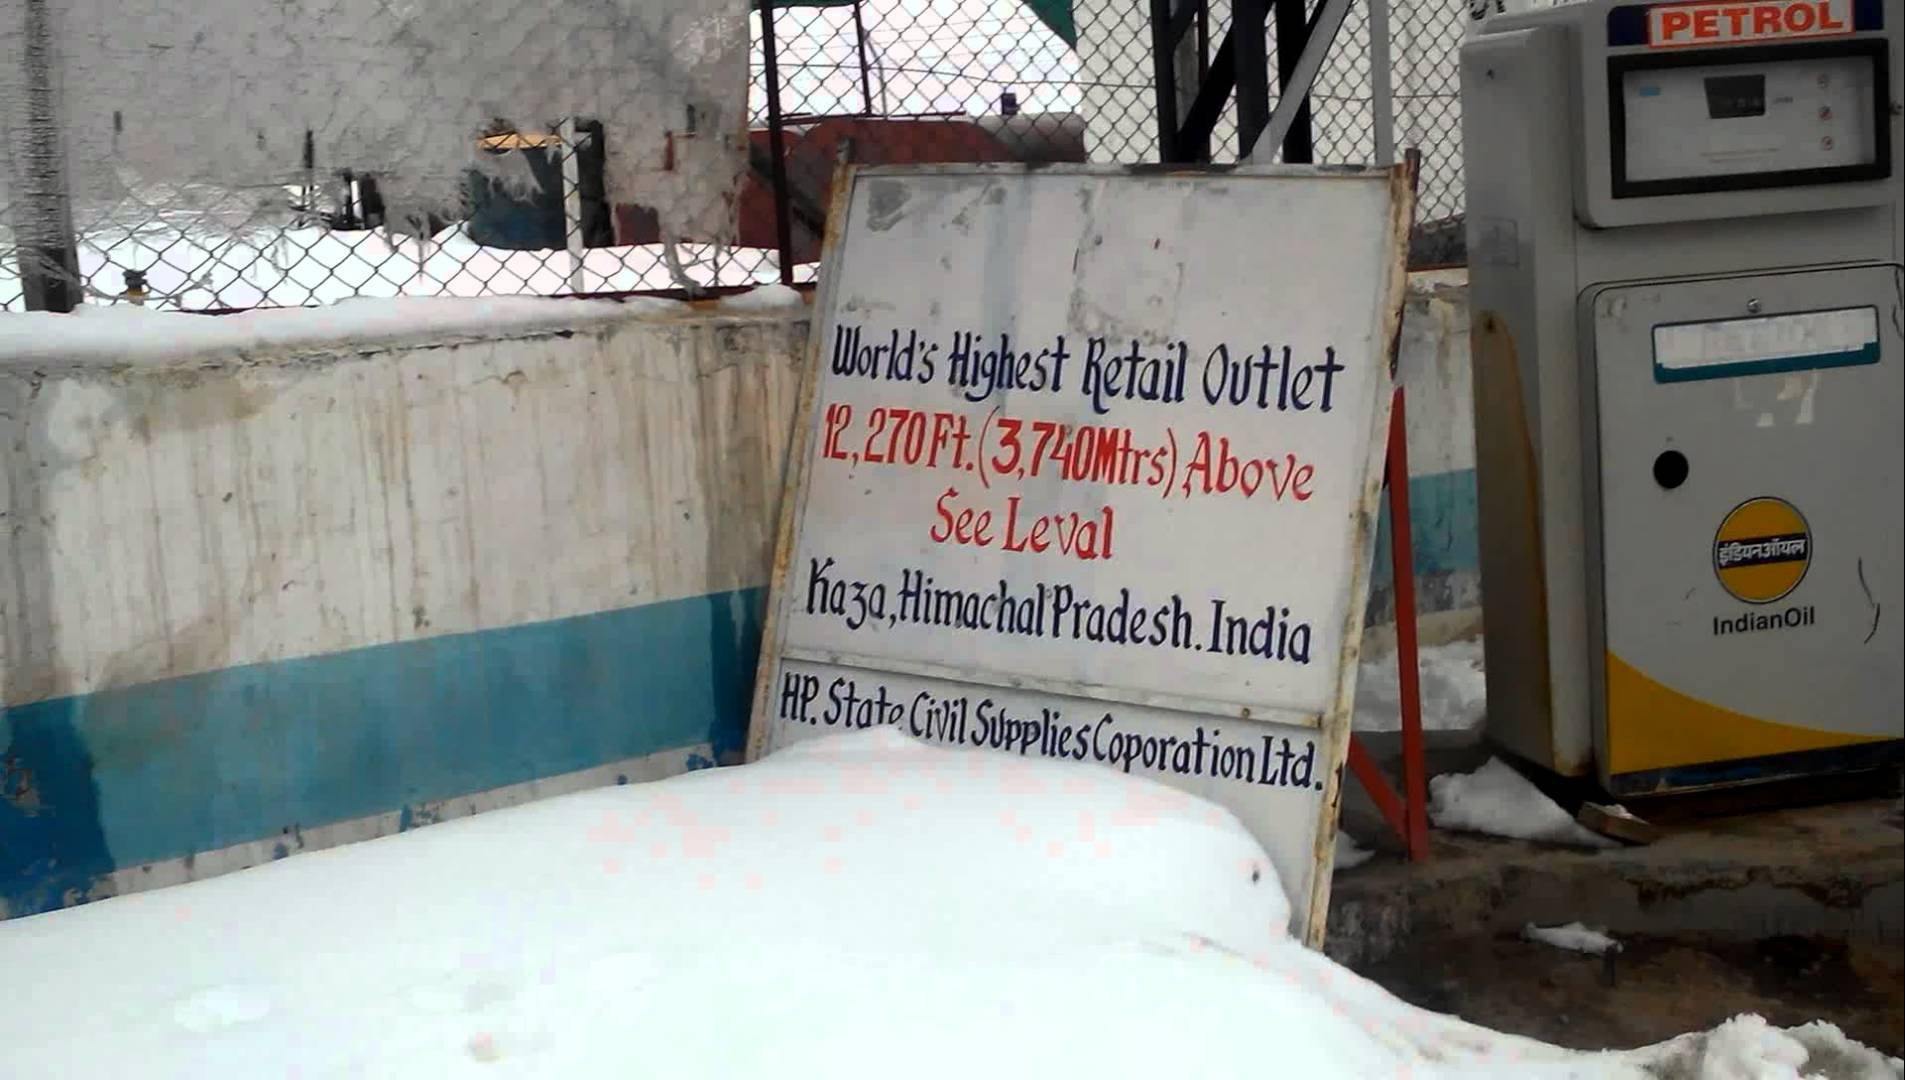 PETROL
World's Highest Retail Outlet
12,270 Ft.(3,740Mtrs) Above
See Leval
Kaza,Himachal Pradesh. India
HP. State Civil Supplies Coporation Ltd.
इंडियनऑयल
IndianOil